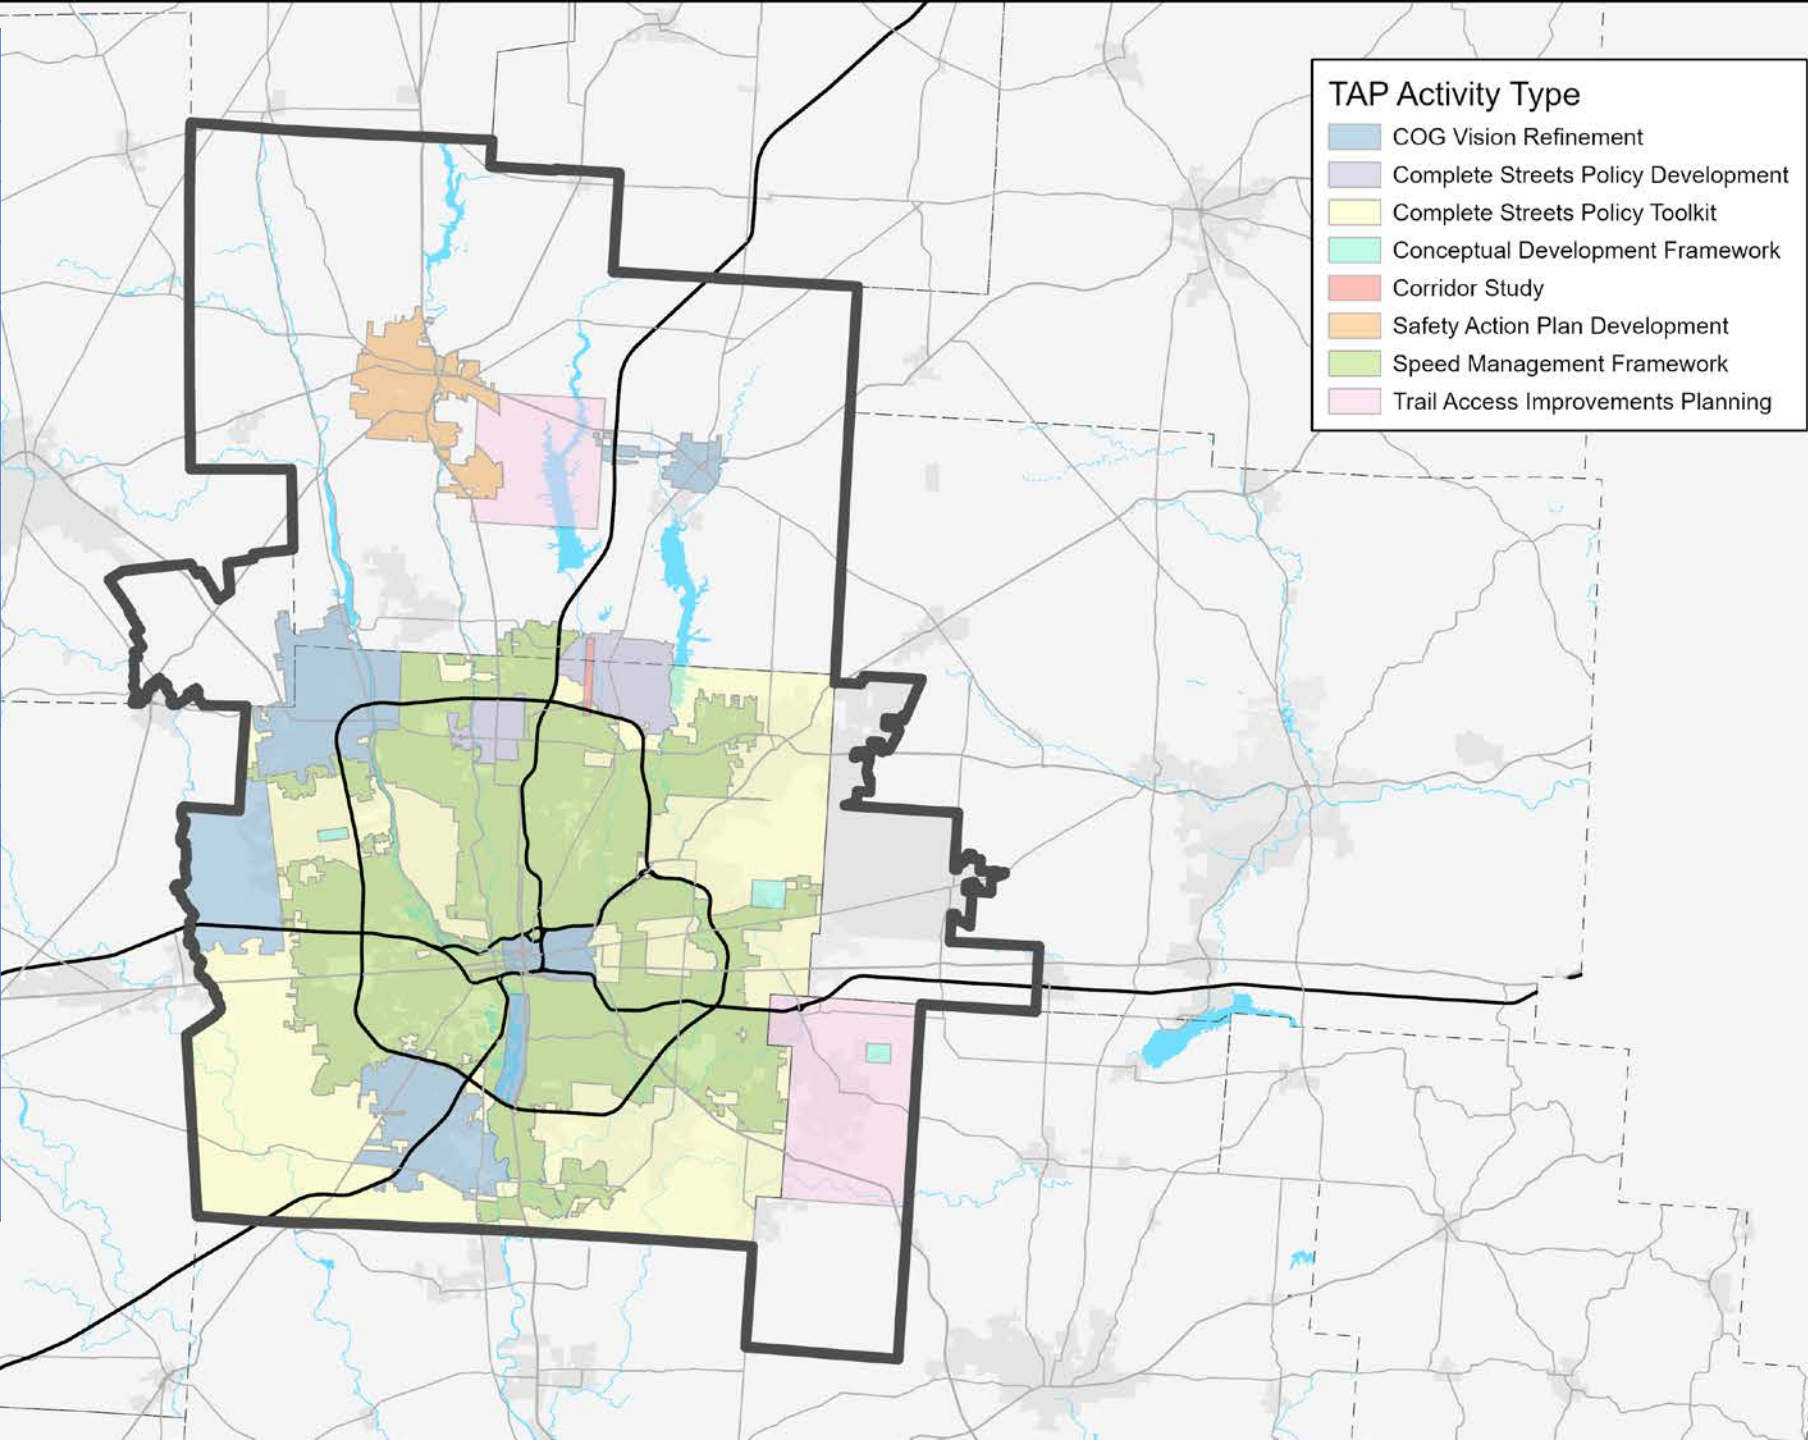 TAP Activity Type
COG Vision Refinement
Complete Streets Policy Development
Complete Streets Policy Toolkit
Conceptual Development Framework
Corridor Study
Safety Action Plan Development
Speed Management Framework
Trail Access Improvements Planning